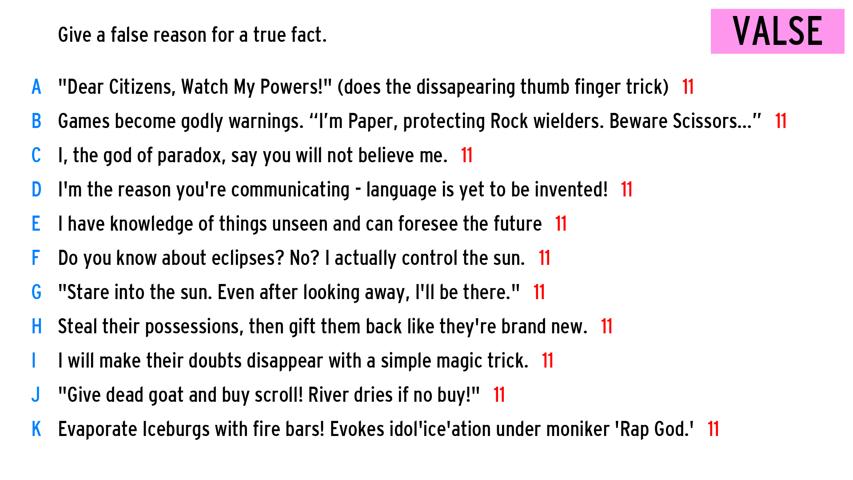 Give a false reason for a true fact.
VALSE
A "Dear Citizens, Watch My Powers!" (does the dissapearing thumb finger trick) 11
B Games become godly warnings. “I’m Paper, protecting Rock wielders. Beware Scissors...” 11
C I, the god of paradox, say you will not believe me. 11
D I'm the reason you're communicating - language is yet to be invented! 11
E I have knowledge of things unseen and can foresee the future 11
F Do you know about eclipses? No? I actually control the sun. 11
G "Stare into the sun. Even after looking away, I'll be there." 11
H Steal their possessions, then gift them back like they're brand new. 11
I I will make their doubts disappear with a simple magic trick. 11
J "Give dead goat and buy scroll! River dries if no buy!" 11
K Evaporate Iceburgs with fire bars! Evokes idol'ice'ation under moniker 'Rap God.' 11